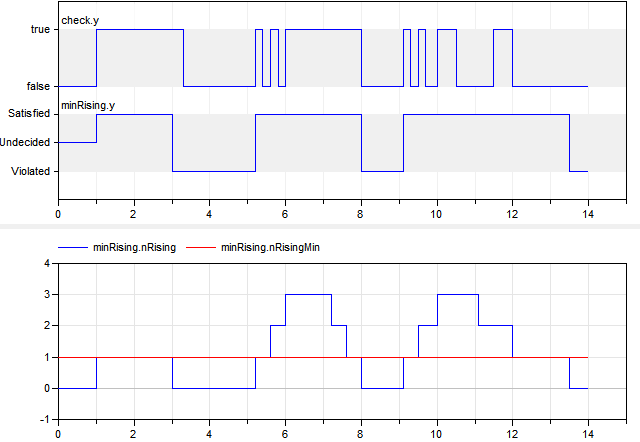 check.y
true
false
minRising.y
Satisfied
Undecided
Violated
0 2 4 6 8 10 12 14
minRising.nRising minRising.nRisingMin
4
3
2
1
0
-1
0 2 4 6 8 10 12 14